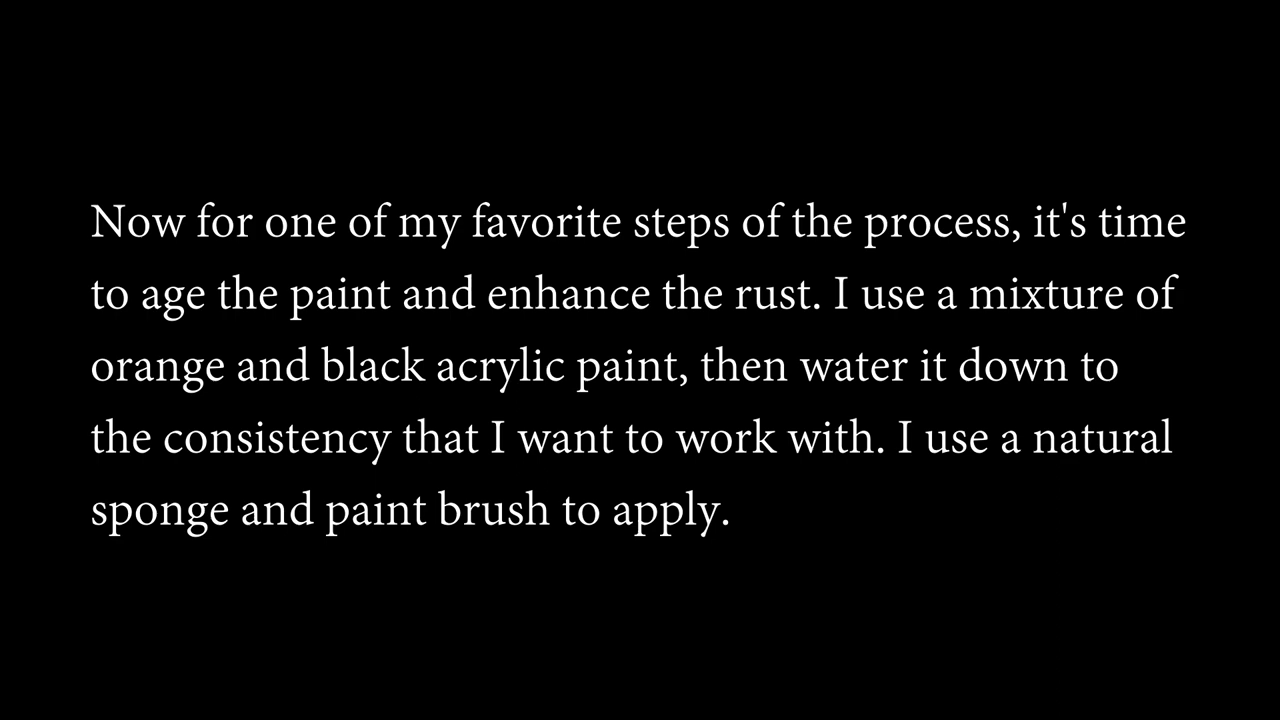 Now for one of my favorite steps of the process, it's time
to age the paint and enhance the rust. I use a mixture of
orange and black acrylic paint, then water it down to
the consistency that I want to work with. I use a natural
sponge and paint brush to apply.